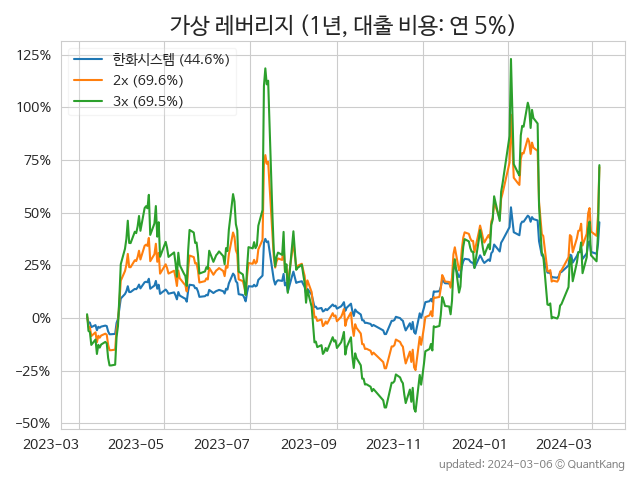 가상 레버리지 (1년, 대출 비용: 연 5%)
125%
100%
75%
50%
25%
0%
−25%
−50%
한화시스템 (44.6%)
2x (69.6%)
3x (69.5%)
2023-03 2023-05 2023-07 2023-09 2023-11 2024-01 2024-03
updated: 2024-03-06 © QuantKang